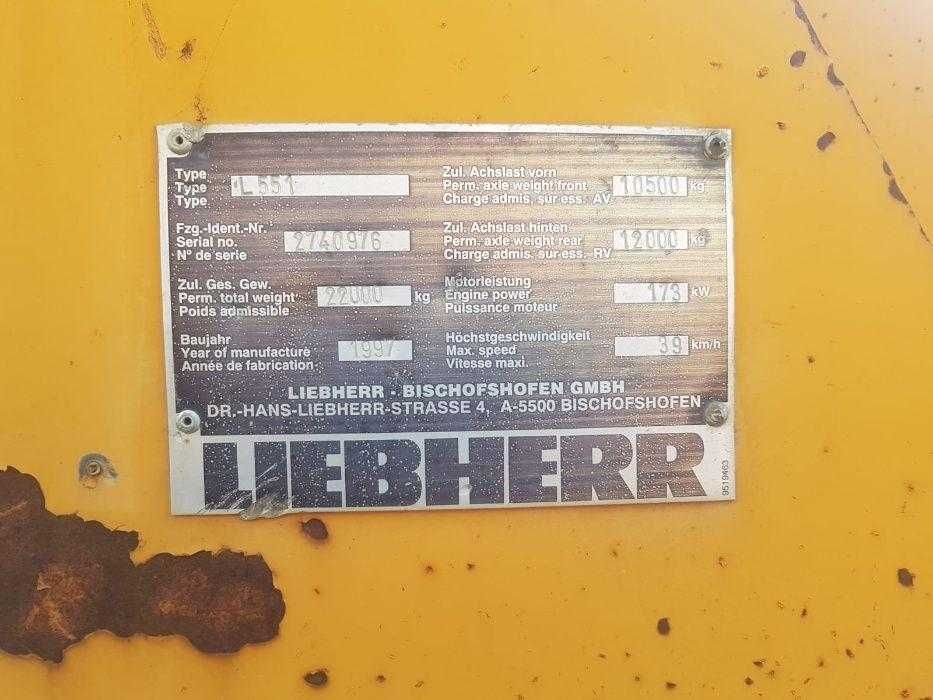 Type
Type L551
Type
Fzg.-Ident.-Nr.
Serial no. 2740976
N° de serie
Zul. Ges. Gew.
Perm. total weight 22000 kg
Poids admissible
Baujahr
Year of manufacture 1997
Année de fabrication
Zul. Achslast vorn
Perm. axle weight front 10500 kg
Charge admis. sur ess. AV
Zul. Achslast hinten
Perm. axle weight rear 12000 kg
Charge admis. sur ess. RV
Motorleistung
Engine power 173 kW
Puissance moteur
Höchstgeschwindigkeit
Max. speed 39 km/h
Vitesse maxi.
LIEBHERR - BISCHOFSHOFEN GMBH
DR.-HANS-LIEBHERR-STRASSE 4, A-5500 BISCHOFSHOFEN
LIEBHERR
9519463